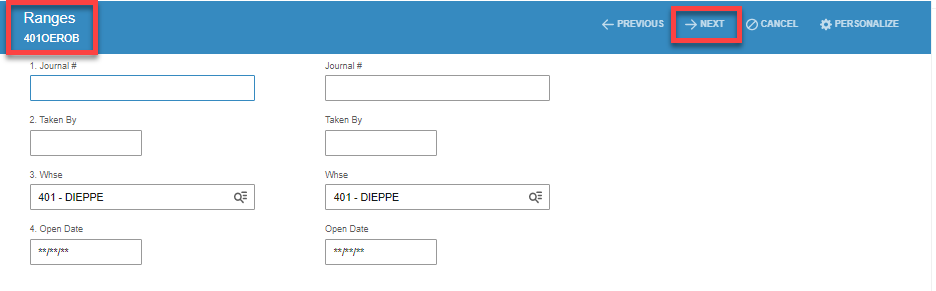 Ranges
401OEROB
PREVIOUS
NEXT
CANCEL
PERSONALIZE
1. Journal #
Journal #
2. Taken By
Taken By
3. Whse
Whse
401 - DIEPPE
401 - DIEPPE
4. Open Date
Open Date
**/**/**
**/**/**